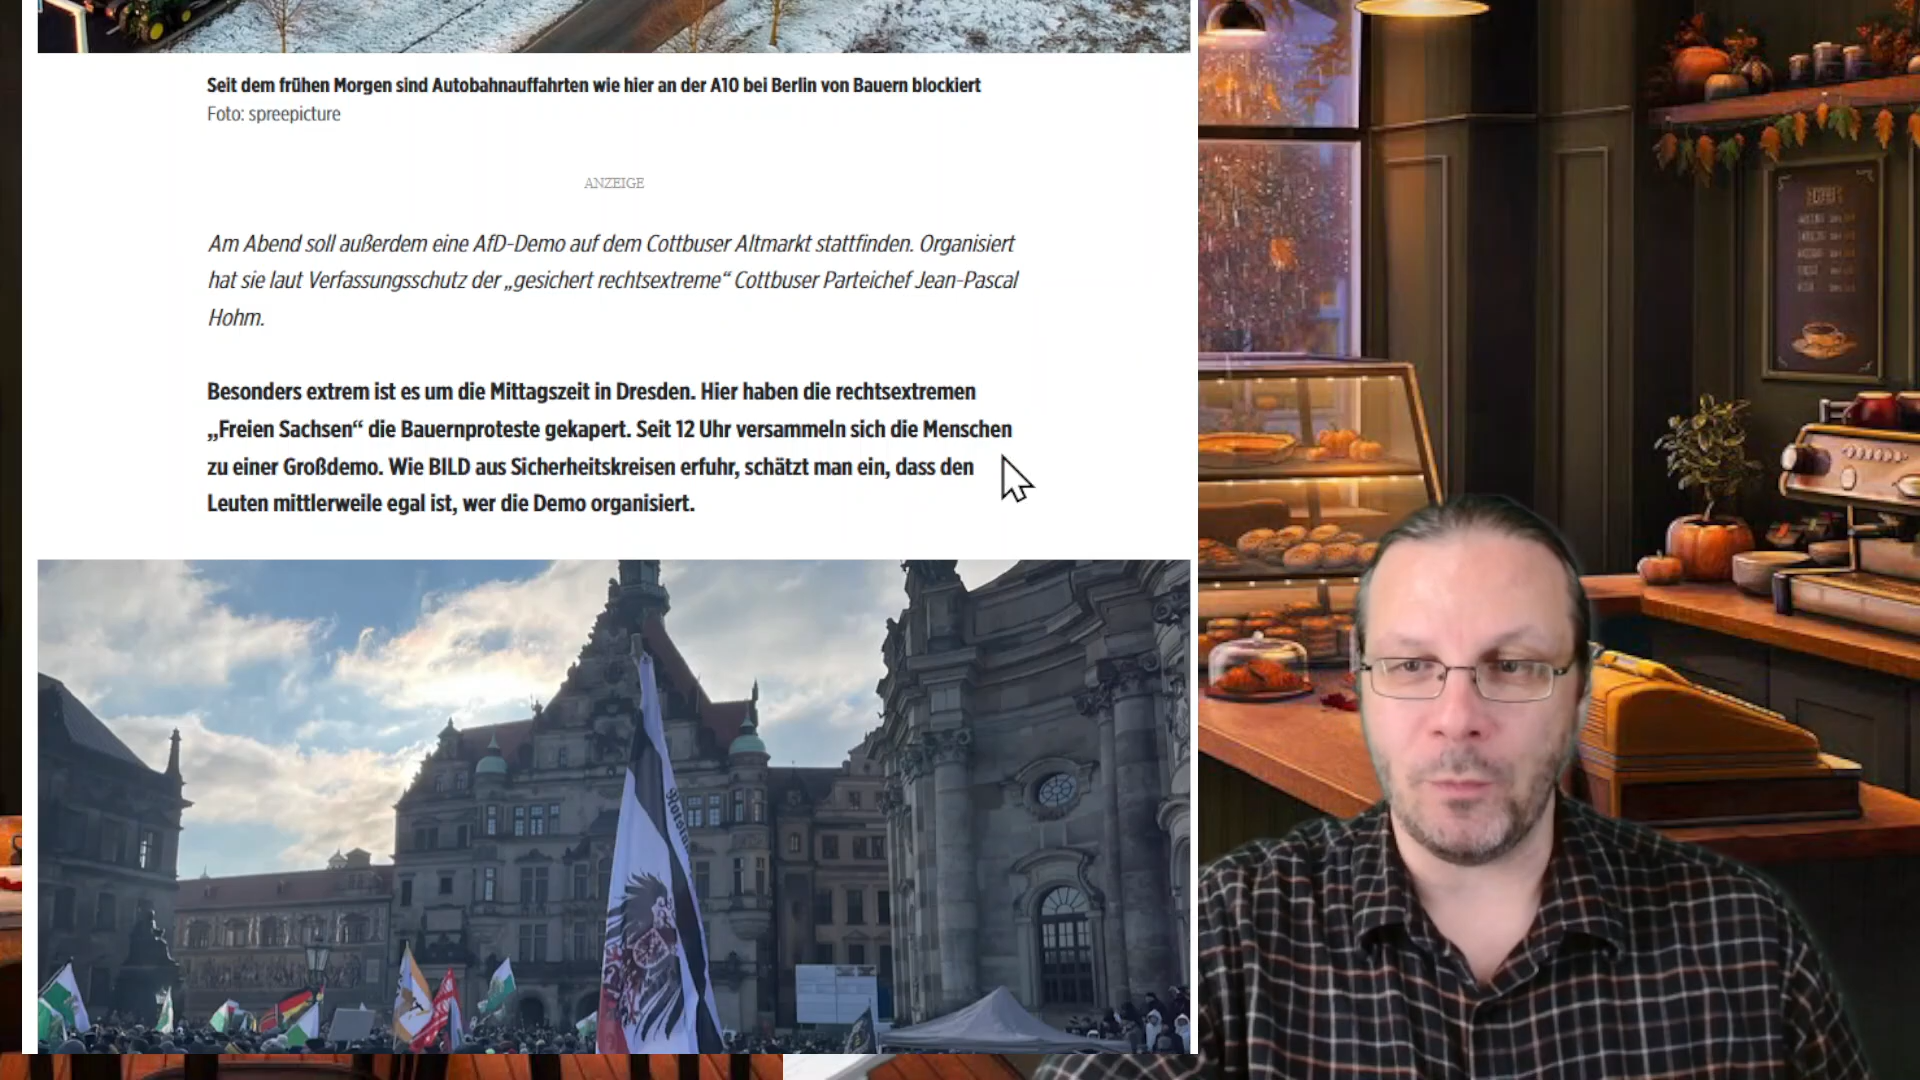 Seit dem frühen Morgen sind Autobahnauffahrten wie hier an der A10 bei Berlin von Bauern blockiert
Foto: spreepicture
ANZEIGE
Am Abend soll außerdem eine AfD-Demo auf dem Cottbuser Altmarkt stattfinden. Organisiert
hat sie laut Verfassungsschutz der „gesichert rechtsextreme“ Cottbuser Parteichef Jean-Pascal
Hohm.
Besonders extrem ist es um die Mittagszeit in Dresden. Hier haben die rechtsextremen
„Freien Sachsen“ die Bauernproteste gekapert. Seit 12 Uhr versammeln sich die Menschen
zu einer Großdemo. Wie BILD aus Sicherheitskreisen erfuhr, schätzt man ein, dass den
Leuten mittlerweile egal ist, wer die Demo organisiert.